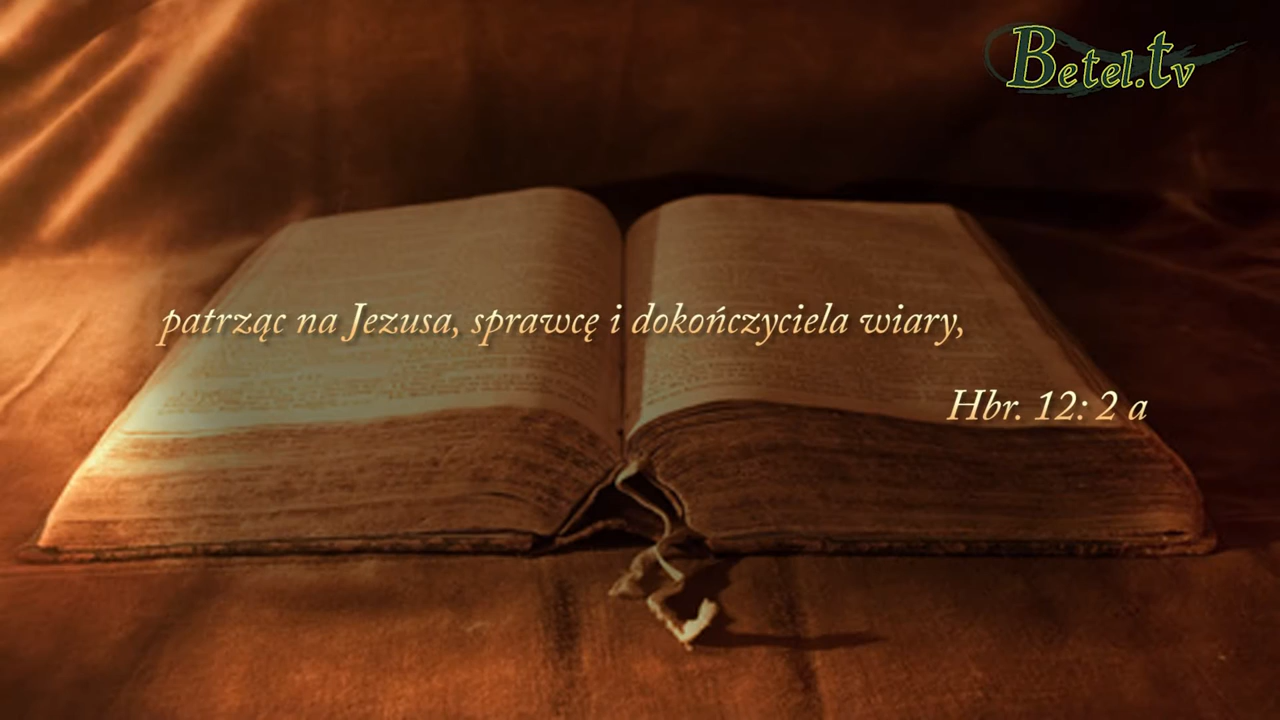 Betel.tv
patrząc na Jezusa, sprawcę i dokończyciela wiary,
Hbr. 12: 2 a